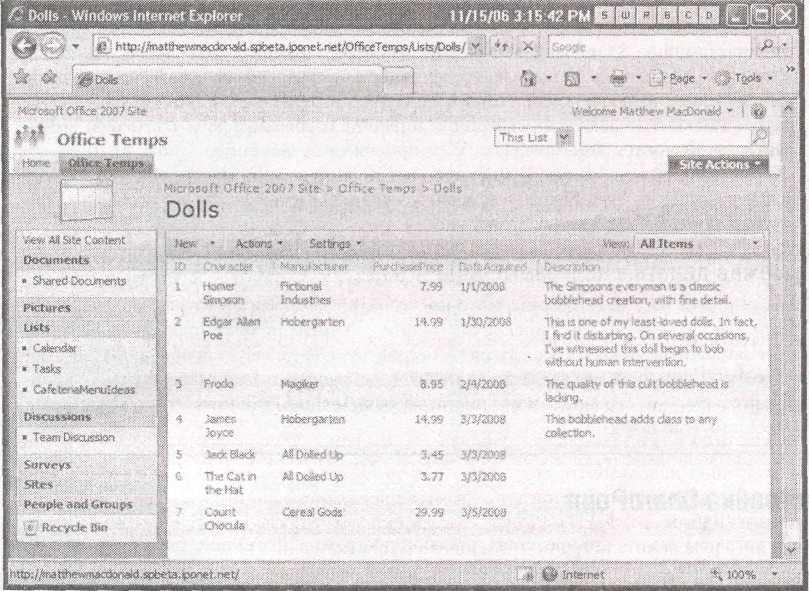 Dolls - Windows Internet Explorer
11/15/06 3:15:42 PM
http://matthewmacdonald.spbeta.iponet.net/OfficeTemps/Lists/Dolls/
Google
Dolls
Page
Tools
Microsoft Office 2007 Site
Welcome Matthew MacDonald
Office Temps
This List
Home
Office Temps
Site Actions
Microsoft Office 2007 Site > Office Temps > Dolls
Dolls
View All Site Content
Documents
Shared Documents
Pictures
Lists
Calendar
Tasks
CafeteriaMenuIdeas
Discussions
Team Discussion
Surveys
Sites
People and Groups
Recycle Bin
New Actions Settings View: All Items
ID Character Manufacturer PurchasePrice DateAcquired Description
1 Homer Fictional 7.99 1/1/2008 The Simpsons everyman is a classic
Simpson Industries bobblehead creation, with fine detail.
2 Edgar Allan Hobergarten 14.99 1/30/2008 This is one of my least-loved dolls. In fact,
Poe I find it disturbing. On several occasions,
I've witnessed this doll begin to bob
without human intervention.
3 Frodo Magiker 8.95 2/4/2008 The quality of this cult bobblehead is
lacking.
4 James Hobergarten 14.99 3/3/2008 This bobblehead adds class to any
Joyce collection.
5 Jack Black All Dolled Up 3.45 3/3/2008
6 The Cat in All Dolled Up 3.77 3/3/2008
the Hat
7 Count Cereal Gods 29.99 3/5/2008
Chocula
http://matthewmacdonald.spbeta.iponet.net/
Internet
100%